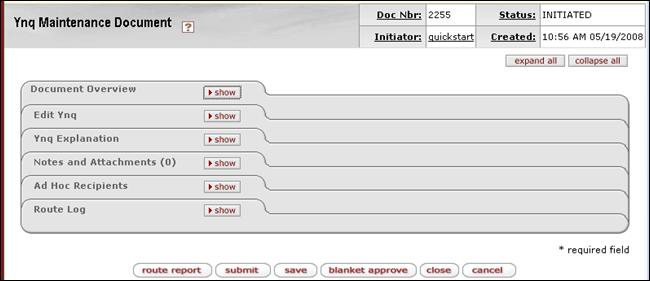 Ynq Maintenance Document ?
Doc Nbr: 2255 Status: INITIATED
Initiator: quickstart Created: 10:56 AM 05/19/2008
expand all collapse all
Document Overview show
Edit Ynq show
Ynq Explanation show
Notes and Attachments (0) show
Ad Hoc Recipients show
Route Log show
* required field
route report submit save blanket approve close cancel